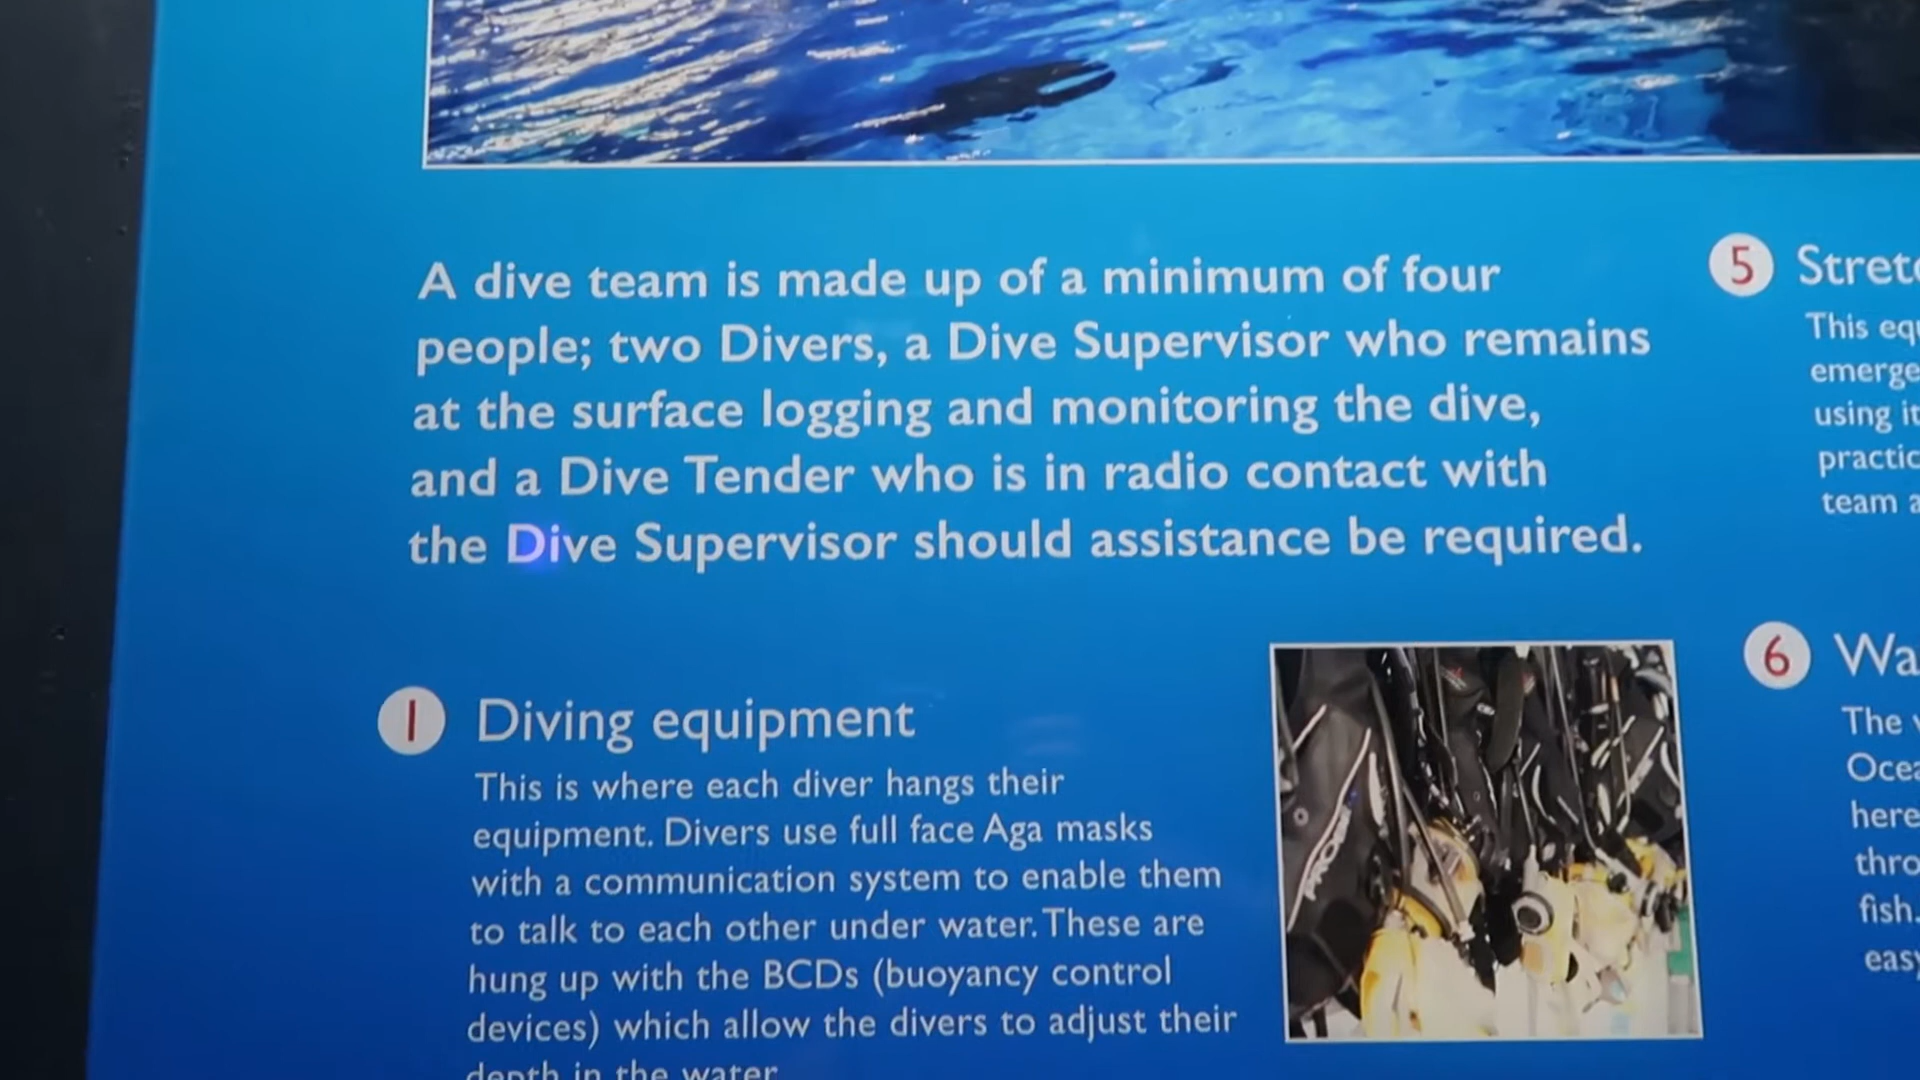 A dive team is made up of a minimum of four
people; two Divers, a Dive Supervisor who remains
at the surface logging and monitoring the dive,
and a Dive Tender who is in radio contact with
the Dive Supervisor should assistance be required.
1 Diving equipment
This is where each diver hangs their
equipment. Divers use full face Aga masks
with a communication system to enable them
to talk to each other under water. These are
hung up with the BCDs (buoyancy control
devices) which allow the divers to adjust their
depth in the water
PROBE
5
This
using
team
6
The
here
fish.